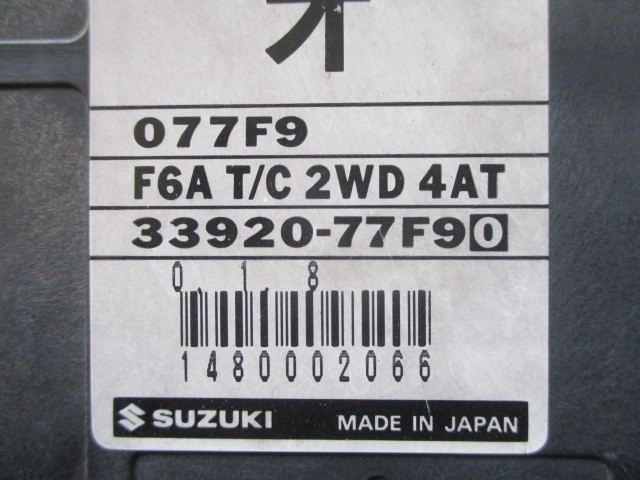 オ
077F9
F6A T/C 2WD 4AT
33920-77F90
0.1.8
1480002066
SUZUKI MADE IN JAPAN